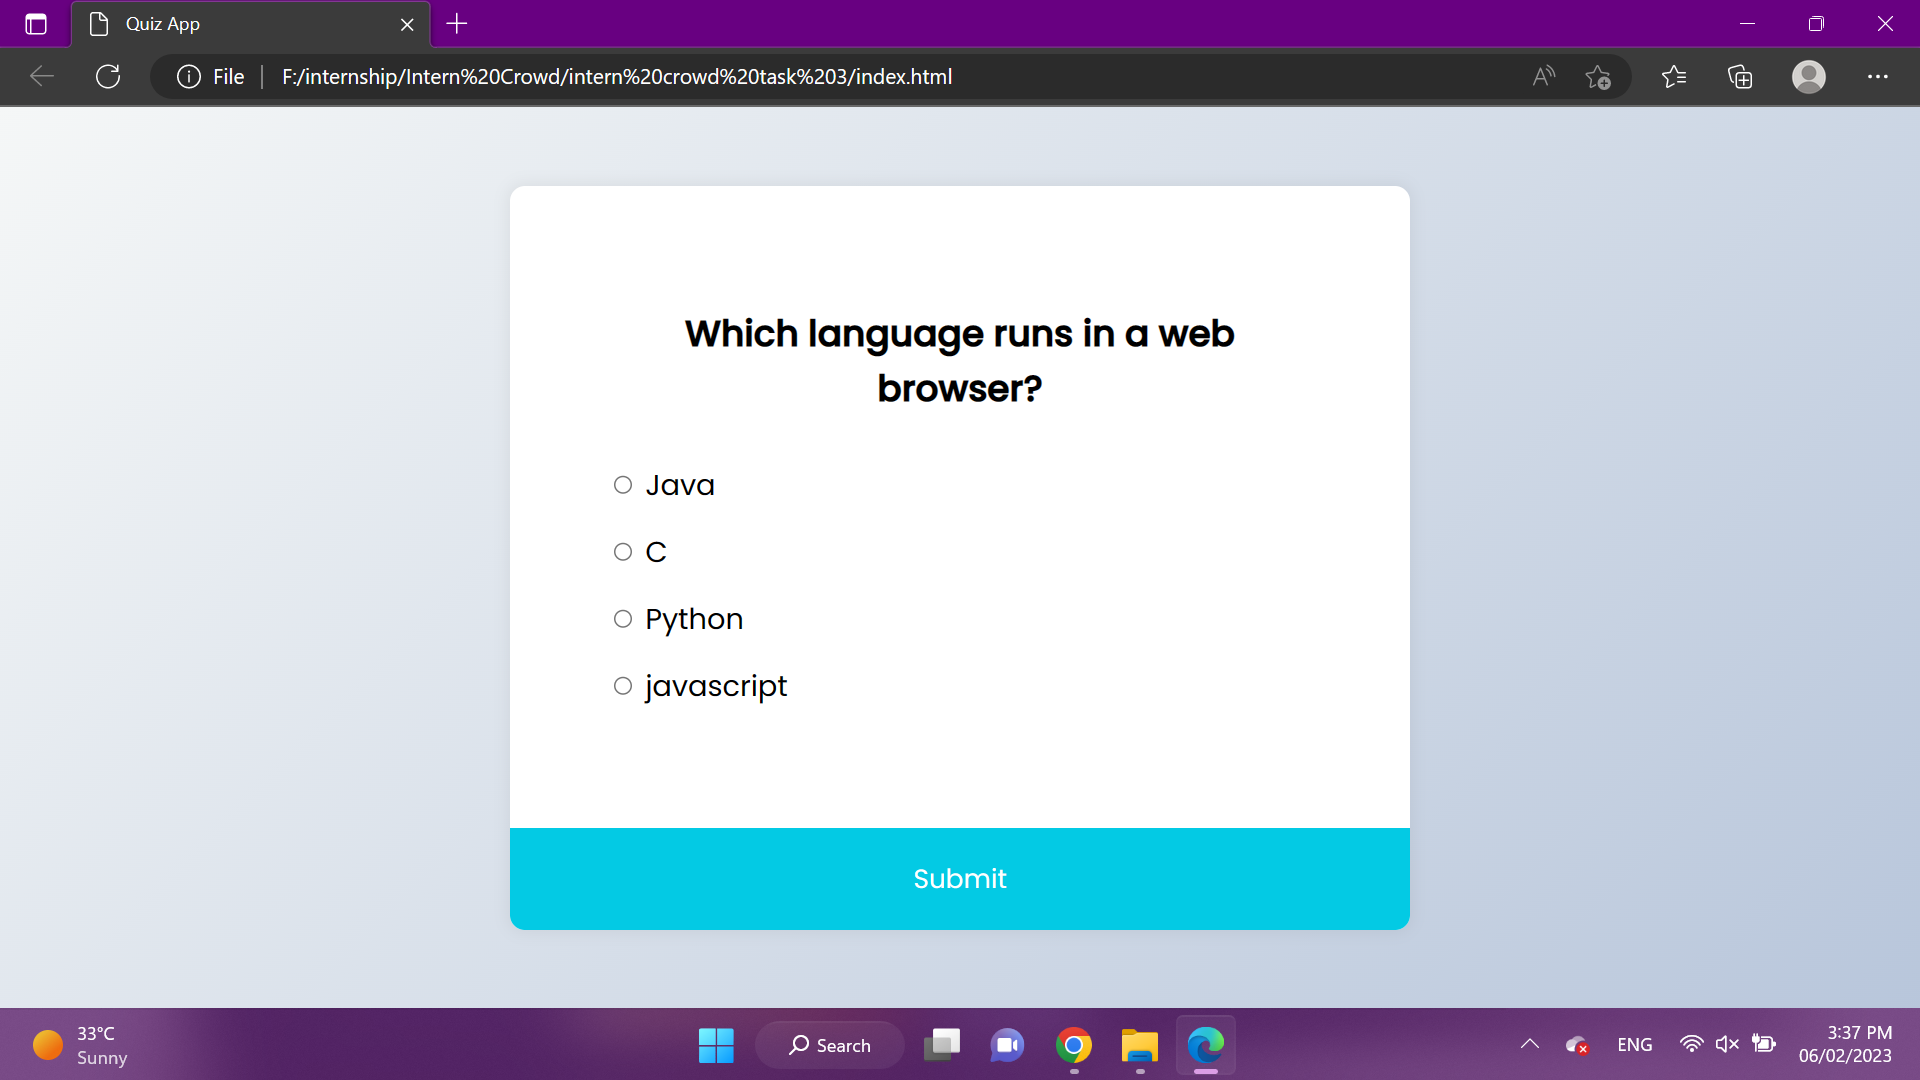 Quiz App
File
F:/internship/Intern%20Crowd/intern%20crowd%20task%203/index.html
Which language runs in a web
browser?
Java
C
Python
javascript
Submit
33°C
Sunny
Search
ENG
3:37 PM
06/02/2023